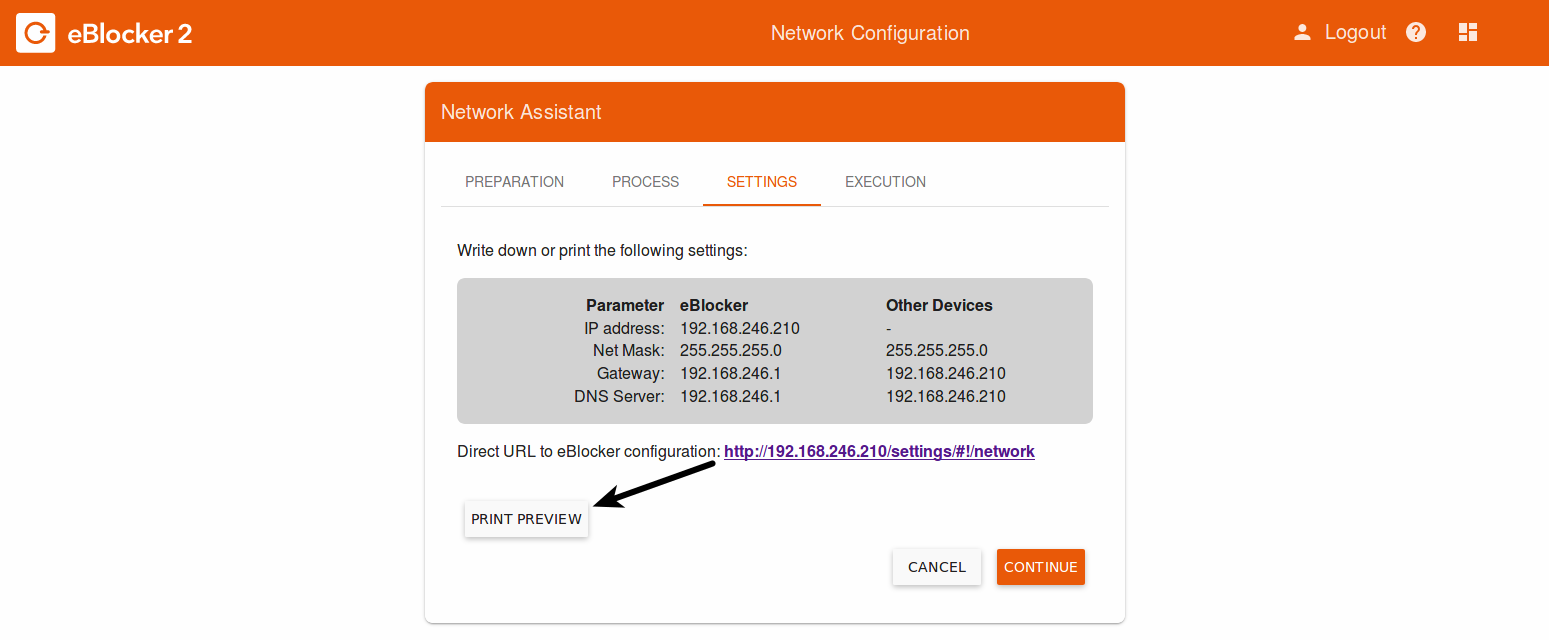 eBlocker 2
Network Configuration
Logout
?
Network Assistant
PREPARATION PROCESS SETTINGS EXECUTION
Write down or print the following settings:
Parameter eBlocker Other Devices
IP address: 192.168.246.210 -
Net Mask: 255.255.255.0 255.255.255.0
Gateway: 192.168.246.1 192.168.246.210
DNS Server: 192.168.246.1 192.168.246.210
Direct URL to eBlocker configuration: http://192.168.246.210/settings/#!/network
PRINT PREVIEW
CANCEL CONTINUE